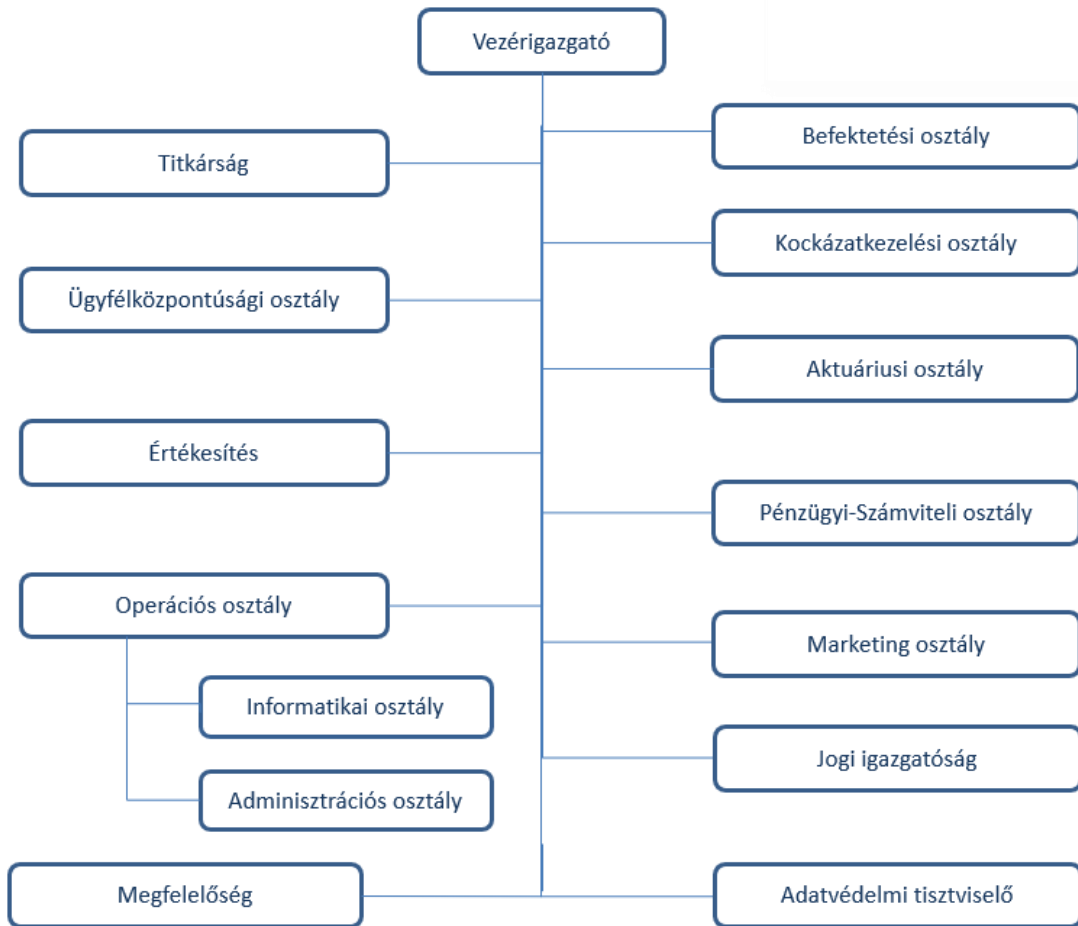 Vezérigazgató
Titkárság
Befektetési osztály
Ügyfélközpontúsági osztály
Kockázatkezelési osztály
Értékesítés
Aktuáriusi osztály
Pénzügyi-Számviteli osztály
Operációs osztály
Marketing osztály
Informatikai osztály
Adminisztrációs osztály
Jogi igazgatóság
Megfelelőség
Adatvédelmi tisztviselő